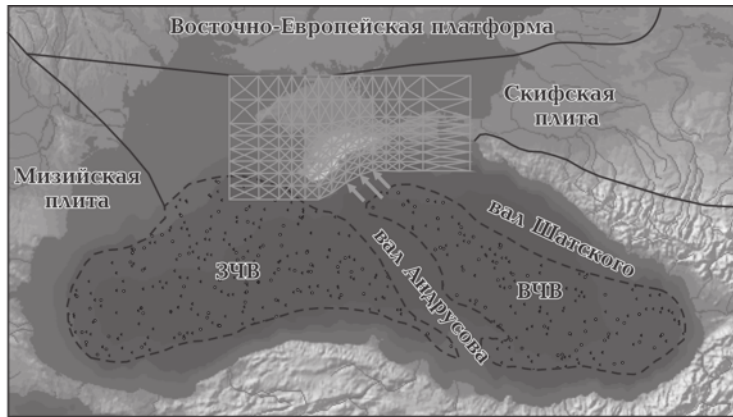 Восточно-Европейская платформа
Скифская
плита
Мизийская
плита
вал Шатского
ЗЧВ
вал Андрусова
ВЧВ